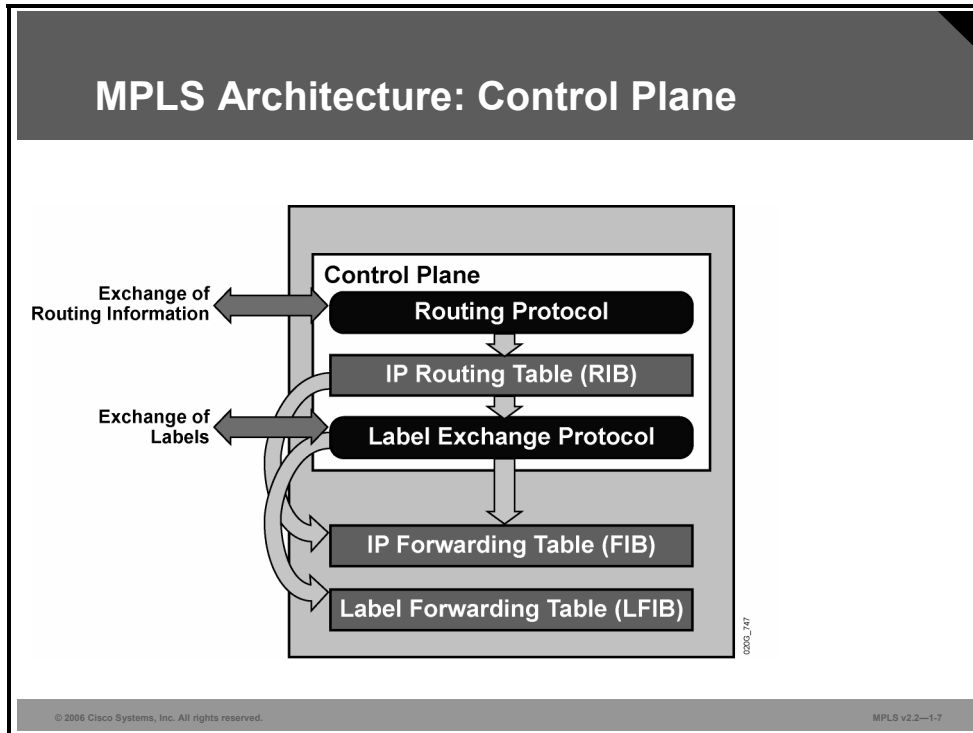 MPLS Architecture: Control Plane
Control Plane
Exchange of
Routing Information
Routing Protocol
IP Routing Table (RIB)
Exchange of
Labels
Label Exchange Protocol
IP Forwarding Table (FIB)
Label Forwarding Table (LFIB)
020G_747
© 2006 Cisco Systems, Inc. All rights reserved.
MPLS v2.2—1-7